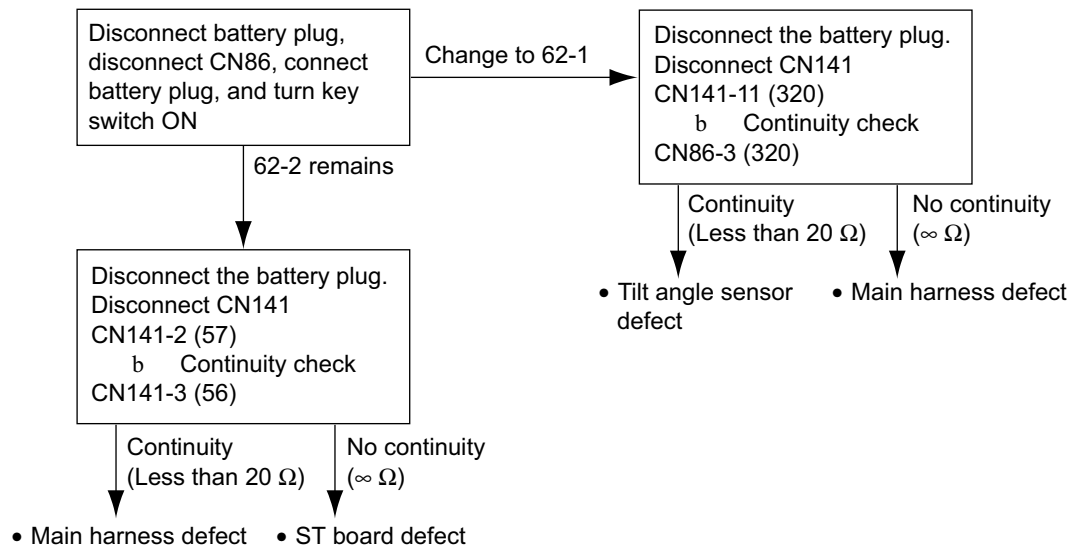 Disconnect battery plug,
disconnect CN86, connect
battery plug, and turn key
switch ON
Change to 62-1
Disconnect the battery plug.
Disconnect CN141
CN141-11 (320)
b Continuity check
CN86-3 (320)
62-2 remains
Continuity
(Less than 20 Ω)
No continuity
(∞ Ω)
• Tilt angle sensor
defect
• Main harness defect
Disconnect the battery plug.
Disconnect CN141
CN141-2 (57)
b Continuity check
CN141-3 (56)
Continuity
(Less than 20 Ω)
No continuity
(∞ Ω)
• Main harness defect
• ST board defect